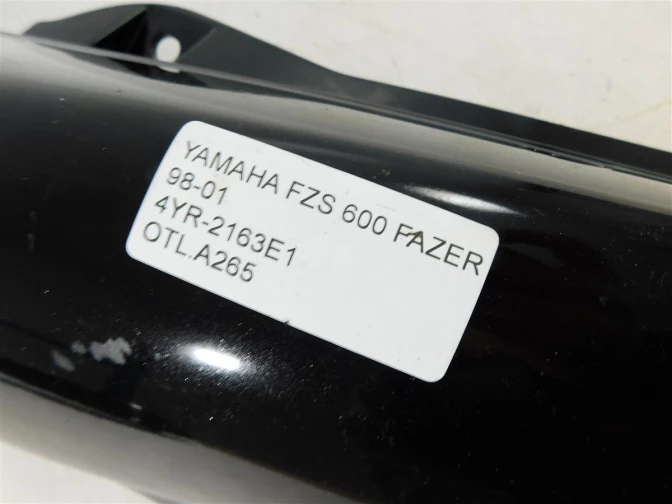 YAMAHA FZS 600 FAZER
98-01
4YR-2163E1
OTL.A265